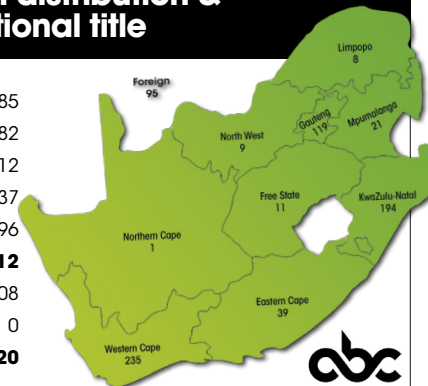 distribution &
tional title
85
82
12
37
96
12
08
0
20
Foreign
95
Limpopo
8
North West
9
Gauteng
119
Mpumalanga
21
Free State
11
KwaZulu-Natal
194
Northern Cape
1
Eastern Cape
39
Western Cape
235
abc